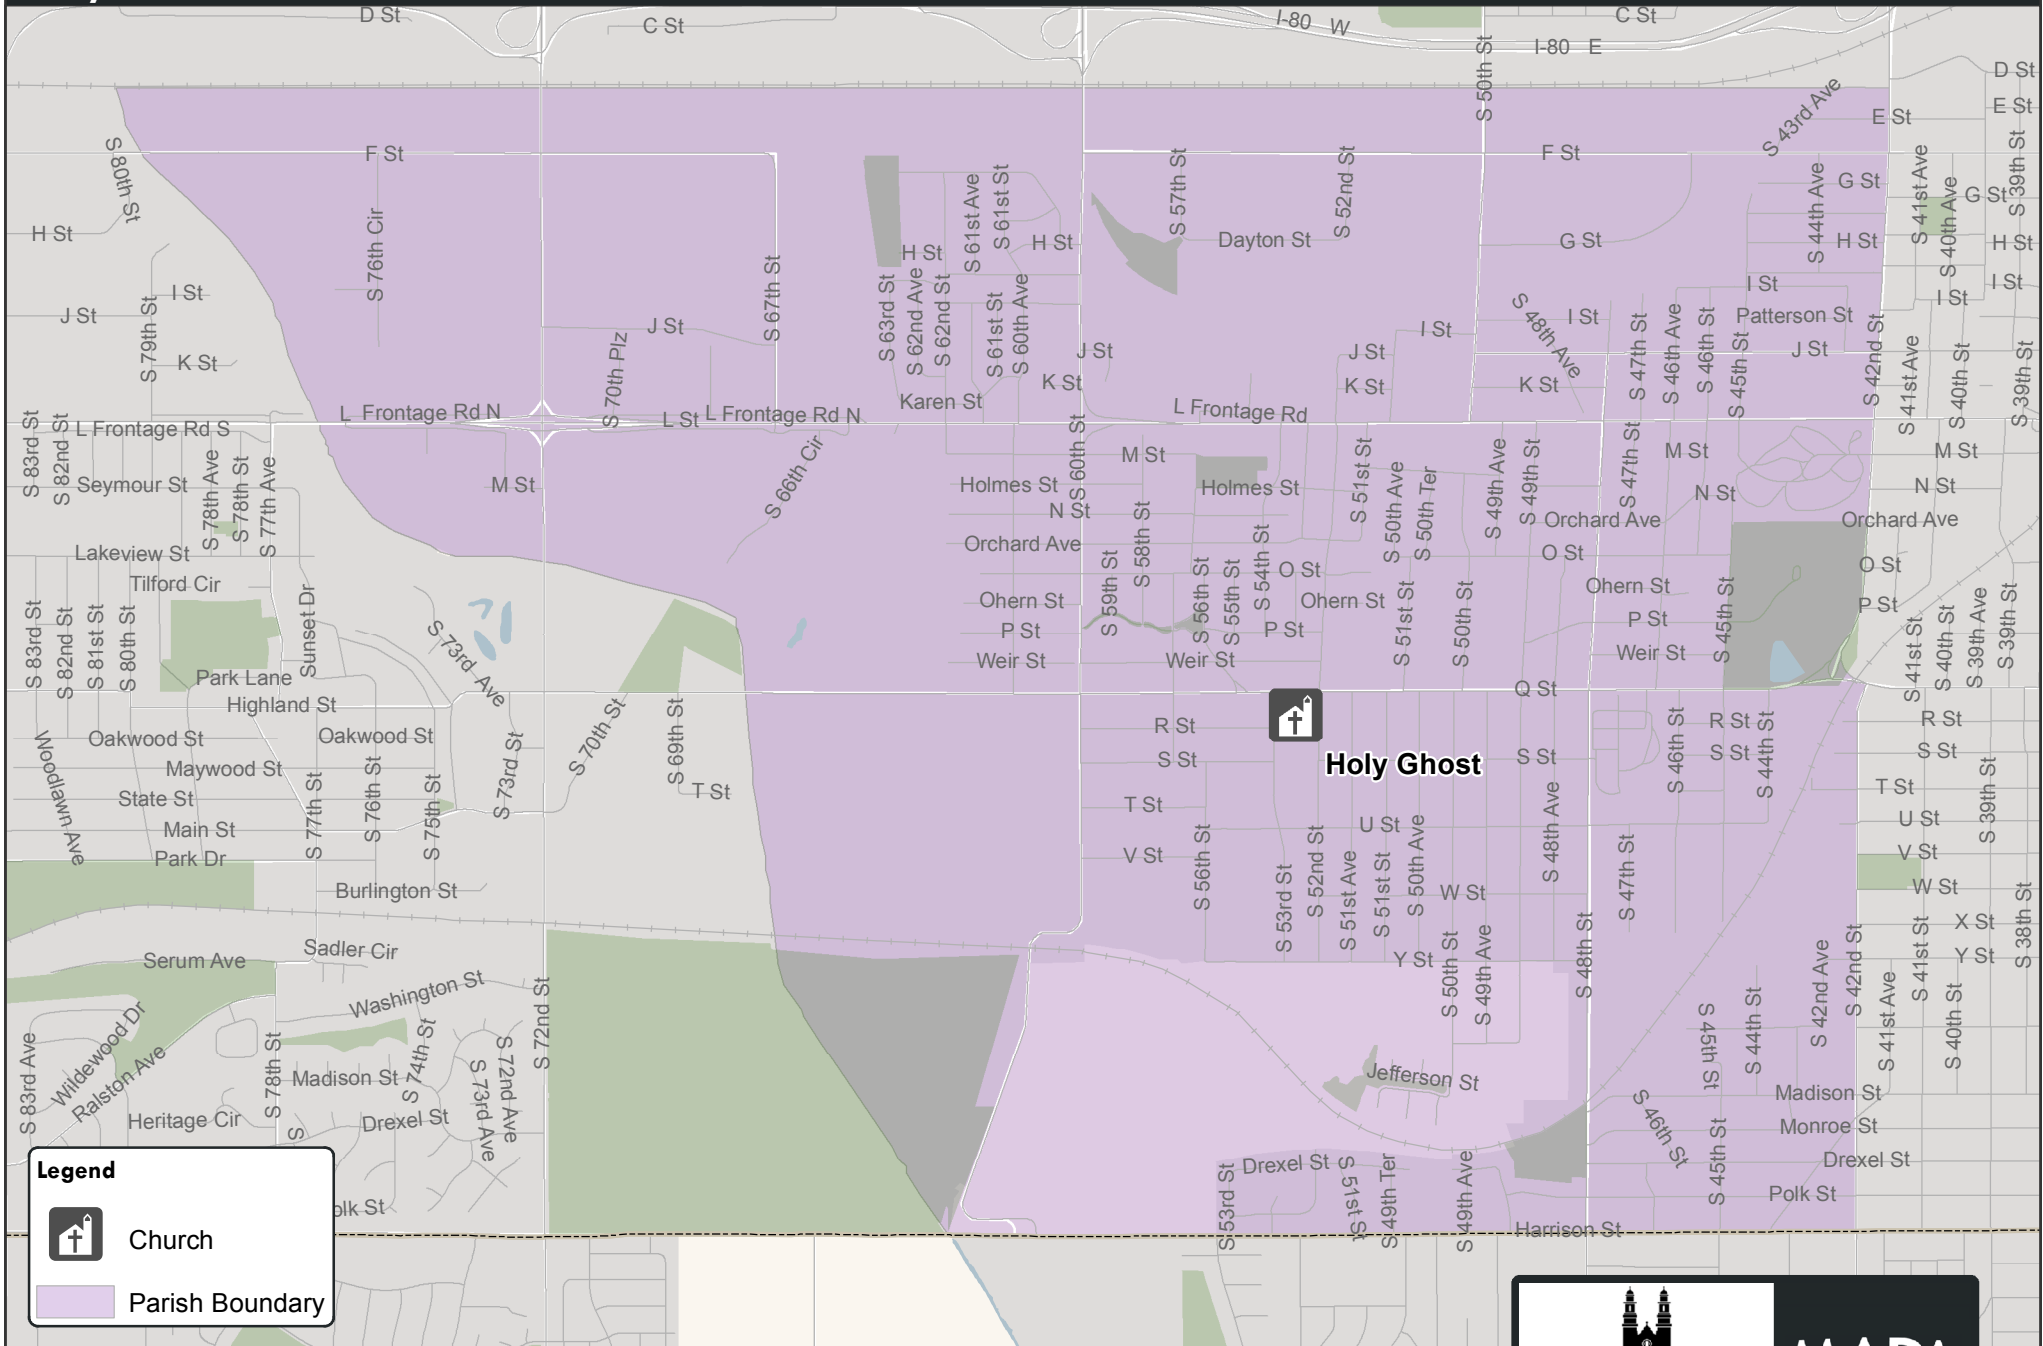 D St
C St
I-80 W
I-80 E
C St
S 50th St
D St
E St
E St
S 43rd Ave
F St
F St
S 80th St
S 76th Cir
S 61st Ave
S 61st St
S 57th St
S 52nd St
S 44th Ave
G St
S 41st Ave
S 40th Ave
G St
S 39th St
H St
H St
H St
Dayton St
G St
H St
H St
S 67th St
S 63rd St
S 62nd Ave
S 62nd St
S 61st St
S 60th Ave
I St
I St
I St
I St
J St
S 79th St
J St
S 70th Plz
J St
I St
J St
S 48th Ave
I St
S 47th St
S 46th Ave
S 46th St
S 45th St
Patterson St
J St
S 42nd St
S 41st Ave
S 40th St
S 39th St
K St
K St
K St
K St
Karen St
L Frontage Rd N
L St
L Frontage Rd N
L Frontage Rd
S 83rd St
S 82nd St
L Frontage Rd S
S 78th Ave
S 78th St
S 77th Ave
Seymour St
M St
S 66th Cir
S 60th St
M St
Holmes St
Holmes St
N St
S 51st St
S 50th Ave
S 50th Ter
S 49th Ave
S 49th St
S 47th St
M St
N St
M St
N St
Orchard Ave
Orchard Ave
Orchard Ave
Lakeview St
Tilford Cir
S 59th St
S 58th St
S 56th St
S 55th St
S 54th St
O St
O St
O St
Ohern St
Ohern St
Ohern St
P St
P St
P St
P St
S 51st St
S 50th St
S 45th St
Weir St
Weir St
Weir St
S 83rd St
S 82nd St
S 81st St
S 80th St
Sunset Dr
S 73rd Ave
S 41st St
S 40th St
S 39th Ave
S 39th St
Park Lane
Highland St
Q St
Oakwood St
Oakwood St
S 73rd St
S 70th St
S 69th St
R St
R St
R St
S St
S St
S St
S St
Holy Ghost
S 46th St
S 44th St
Woodlawn Ave
Maywood St
State St
S 77th St
S 76th St
S 75th St
T St
T St
T St
Main St
Park Dr
U St
U St
V St
V St
S 56th St
S 53rd St
S 52nd St
S 51st Ave
S 51st St
S 50th Ave
S 48th Ave
S 47th St
S 39th St
W St
W St
Burlington St
X St
Y St
Y St
Sadler Cir
Serum Ave
Washington St
S 72nd St
S 50th St
S 49th Ave
S 48th St
S 42nd Ave
S 42nd St
S 41st Ave
S 41st St
S 40th St
S 38th St
S 83rd Ave
Wildewood Dr
Ralston Ave
S 78th St
Madison St
S 74th St
S 73rd Ave
S 72nd Ave
Jefferson St
S 45th St
S 44th St
Madison St
Heritage Cir
Drexel St
S
S 46th St
S 45th St
Monroe St
Drexel St
Polk St
S 53rd St
Drexel St
S 51st St
S 49th Ter
S 49th Ave
Harrison St
olk St
Legend
Church
Parish Boundary